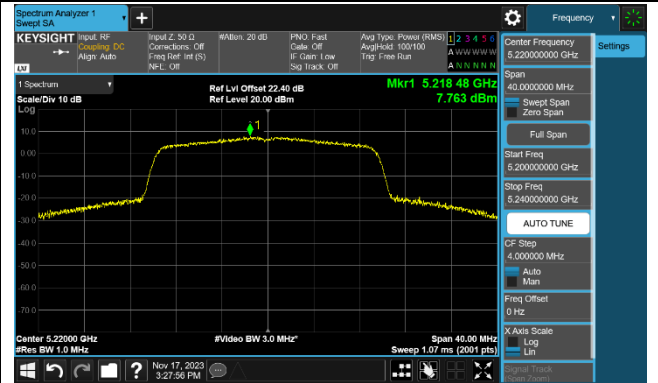 Spectrum Analyzer 1
Swept SA
Frequency
KEYSIGHT
Input: RF
Coupling: DC
Align: Auto
Input Z: 50 Ω
Corrections: Off
Freq Ref: Int (S)
NFE: Off
#Atten: 20 dB
PNO: Fast
Gate: Off
IF Gain: Low
Sig Track: Off
Avg Type: Power (RMS)
Avg|Hold: 100/100
Trig: Free Run
1 2 3 4 5 6
A W W W W W
A N N N N N
LXI
1 Spectrum
Scale/Div 10 dB
Log
Ref Lvl Offset 22.40 dB
Ref Level 20.00 dBm
Mkr1 5.218 48 GHz
7.763 dBm
1
10.0
0.00
-10.0
-20.0
-30.0
-40.0
-50.0
-60.0
-70.0
Center 5.22000 GHz
#Res BW 1.0 MHz
#Video BW 3.0 MHz*
Span 40.00 MHz
Sweep 1.07 ms (2001 pts)
Center Frequency
5.220000000 GHz
Settings
Span
40.0000000 MHz
Swept Span
Zero Span
Full Span
Start Freq
5.200000000 GHz
Stop Freq
5.240000000 GHz
AUTO TUNE
CF Step
4.000000 MHz
Auto
Man
Freq Offset
0 Hz
X Axis Scale
Log
Lin
Signal Track
(Span Zoom)
Nov 17, 2023
3:27:56 PM